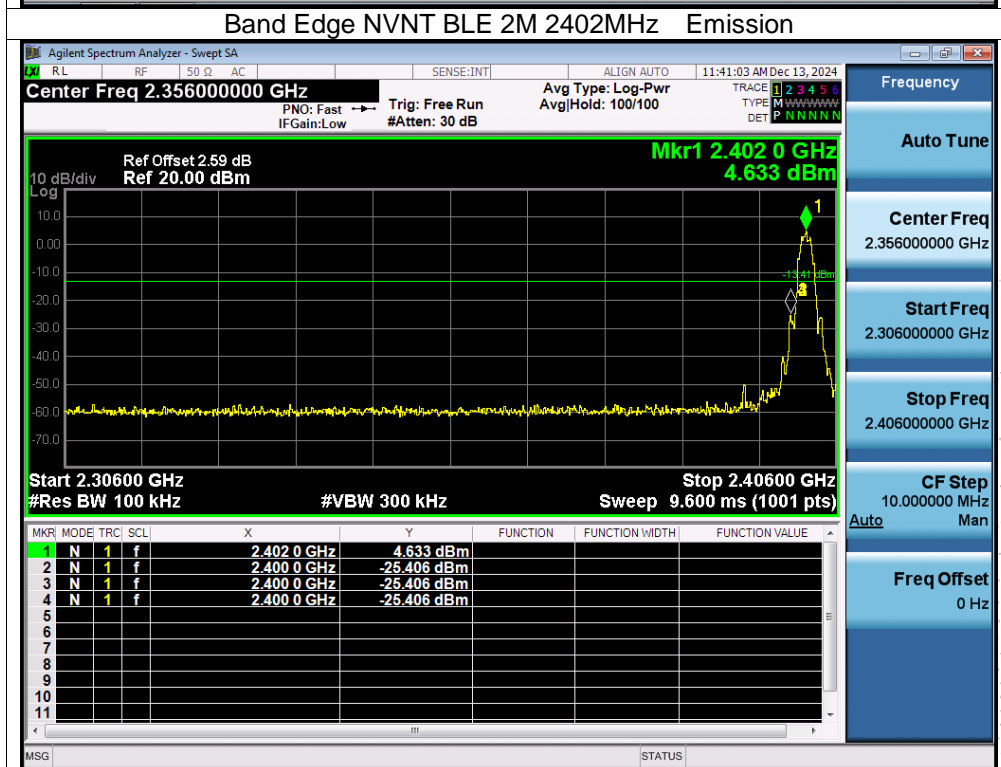 Band Edge NVNT BLE 2M 2402MHz    Emission
Agilent Spectrum Analyzer - Swept SA
LXI RL RF 50 Ω AC SENSE:INT ALIGN AUTO 11:41:03 AM Dec 13, 2024
Center Freq 2.356000000 GHz
PNO: Fast
IFGain:Low
Trig: Free Run
#Atten: 30 dB
Avg Type: Log-Pwr
Avg|Hold: 100/100
TRACE 1 2 3 4 5 6
TYPE M WWWWW
DET P N N N N N
Mkr1 2.402 0 GHz
4.633 dBm
Ref Offset 2.59 dB
10 dB/div Ref 20.00 dBm
Log
10.0
0.00
-10.0
-20.0
-30.0
-40.0
-50.0
-60.0
-70.0
1
-13.41 dBm
Start 2.30600 GHz Stop 2.40600 GHz
#Res BW 100 kHz #VBW 300 kHz Sweep 9.600 ms (1001 pts)
MKR MODE TRC SCL X Y FUNCTION FUNCTION WIDTH FUNCTION VALUE
1 N 1 f 2.402 0 GHz 4.633 dBm
2 N 1 f 2.400 0 GHz -25.406 dBm
3 N 1 f 2.400 0 GHz -25.406 dBm
4 N 1 f 2.400 0 GHz -25.406 dBm
5
6
7
8
9
10
11
MSG STATUS
Frequency
Auto Tune
Center Freq
2.356000000 GHz
Start Freq
2.306000000 GHz
Stop Freq
2.406000000 GHz
CF Step
10.000000 MHz
Auto Man
Freq Offset
0 Hz